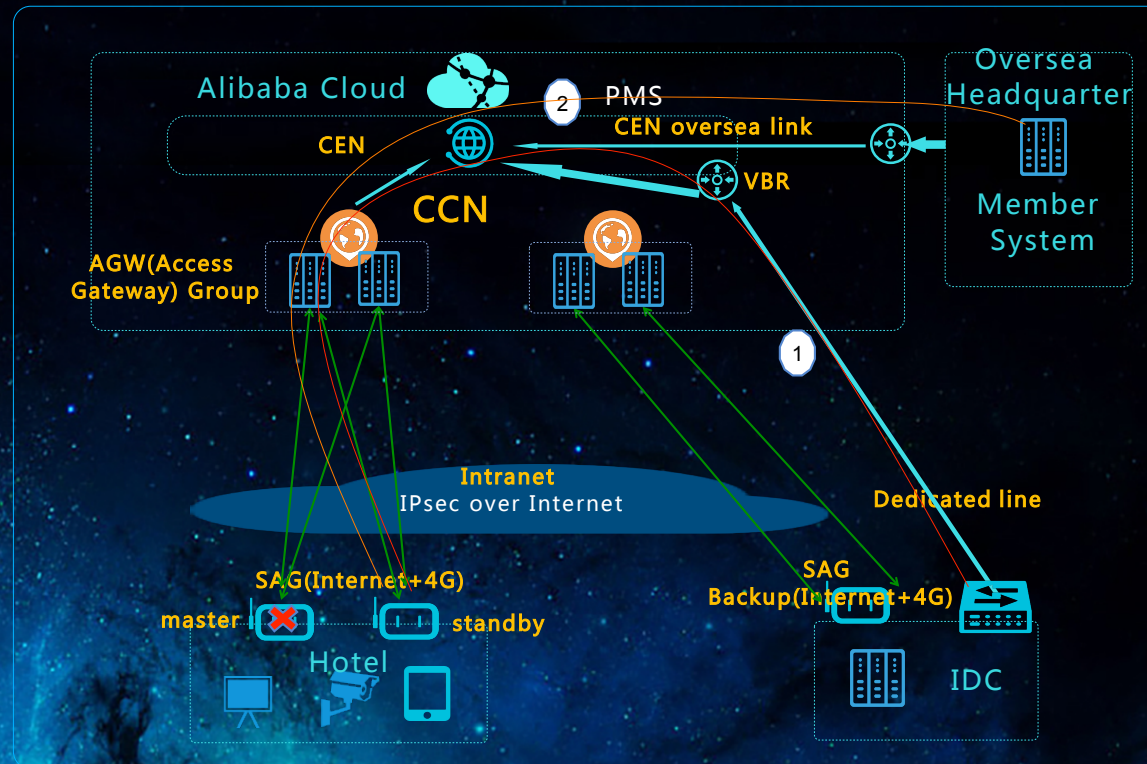 Oversea
Headquarter
Alibaba Cloud
2
PMS
CEN oversea link
CEN
VBR
Member
System
CCN
AGW(Access
Gateway) Group
1
Intranet
IPsec over Internet
Dedicated line
SAG(Internet+4G)
SAG
Backup(Internet+4G)
master
standby
Hotel
IDC